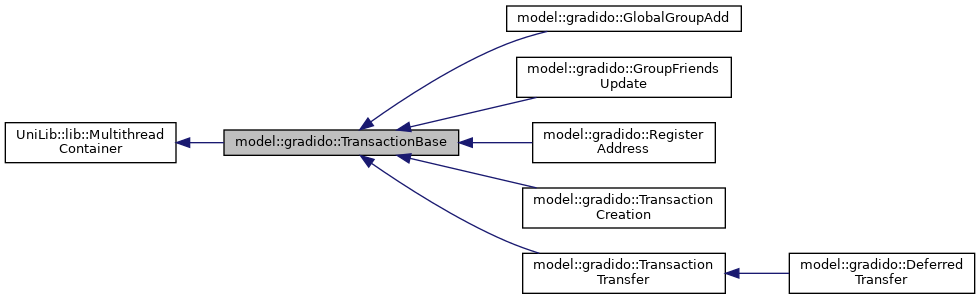 model::gradido::GlobalGroupAdd
model::gradido::GroupFriends
Update
UniLib::lib::Multithread
Container
model::gradido::TransactionBase
model::gradido::Register
Address
model::gradido::Transaction
Creation
model::gradido::Transaction
Transfer
model::gradido::Deferred
Transfer